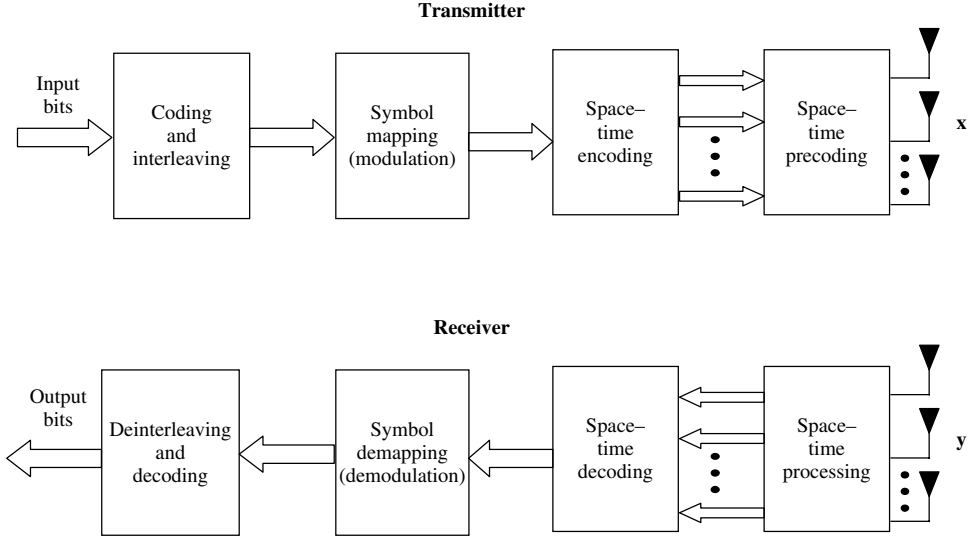 Transmitter
Input
bits
Coding
and
interleaving
Symbol
mapping
(modulation)
Space–
time
encoding
Space–
time
precoding
x
Receiver
Output
bits
Deinterleaving
and
decoding
Symbol
demapping
(demodulation)
Space–
time
decoding
Space–
time
processing
y